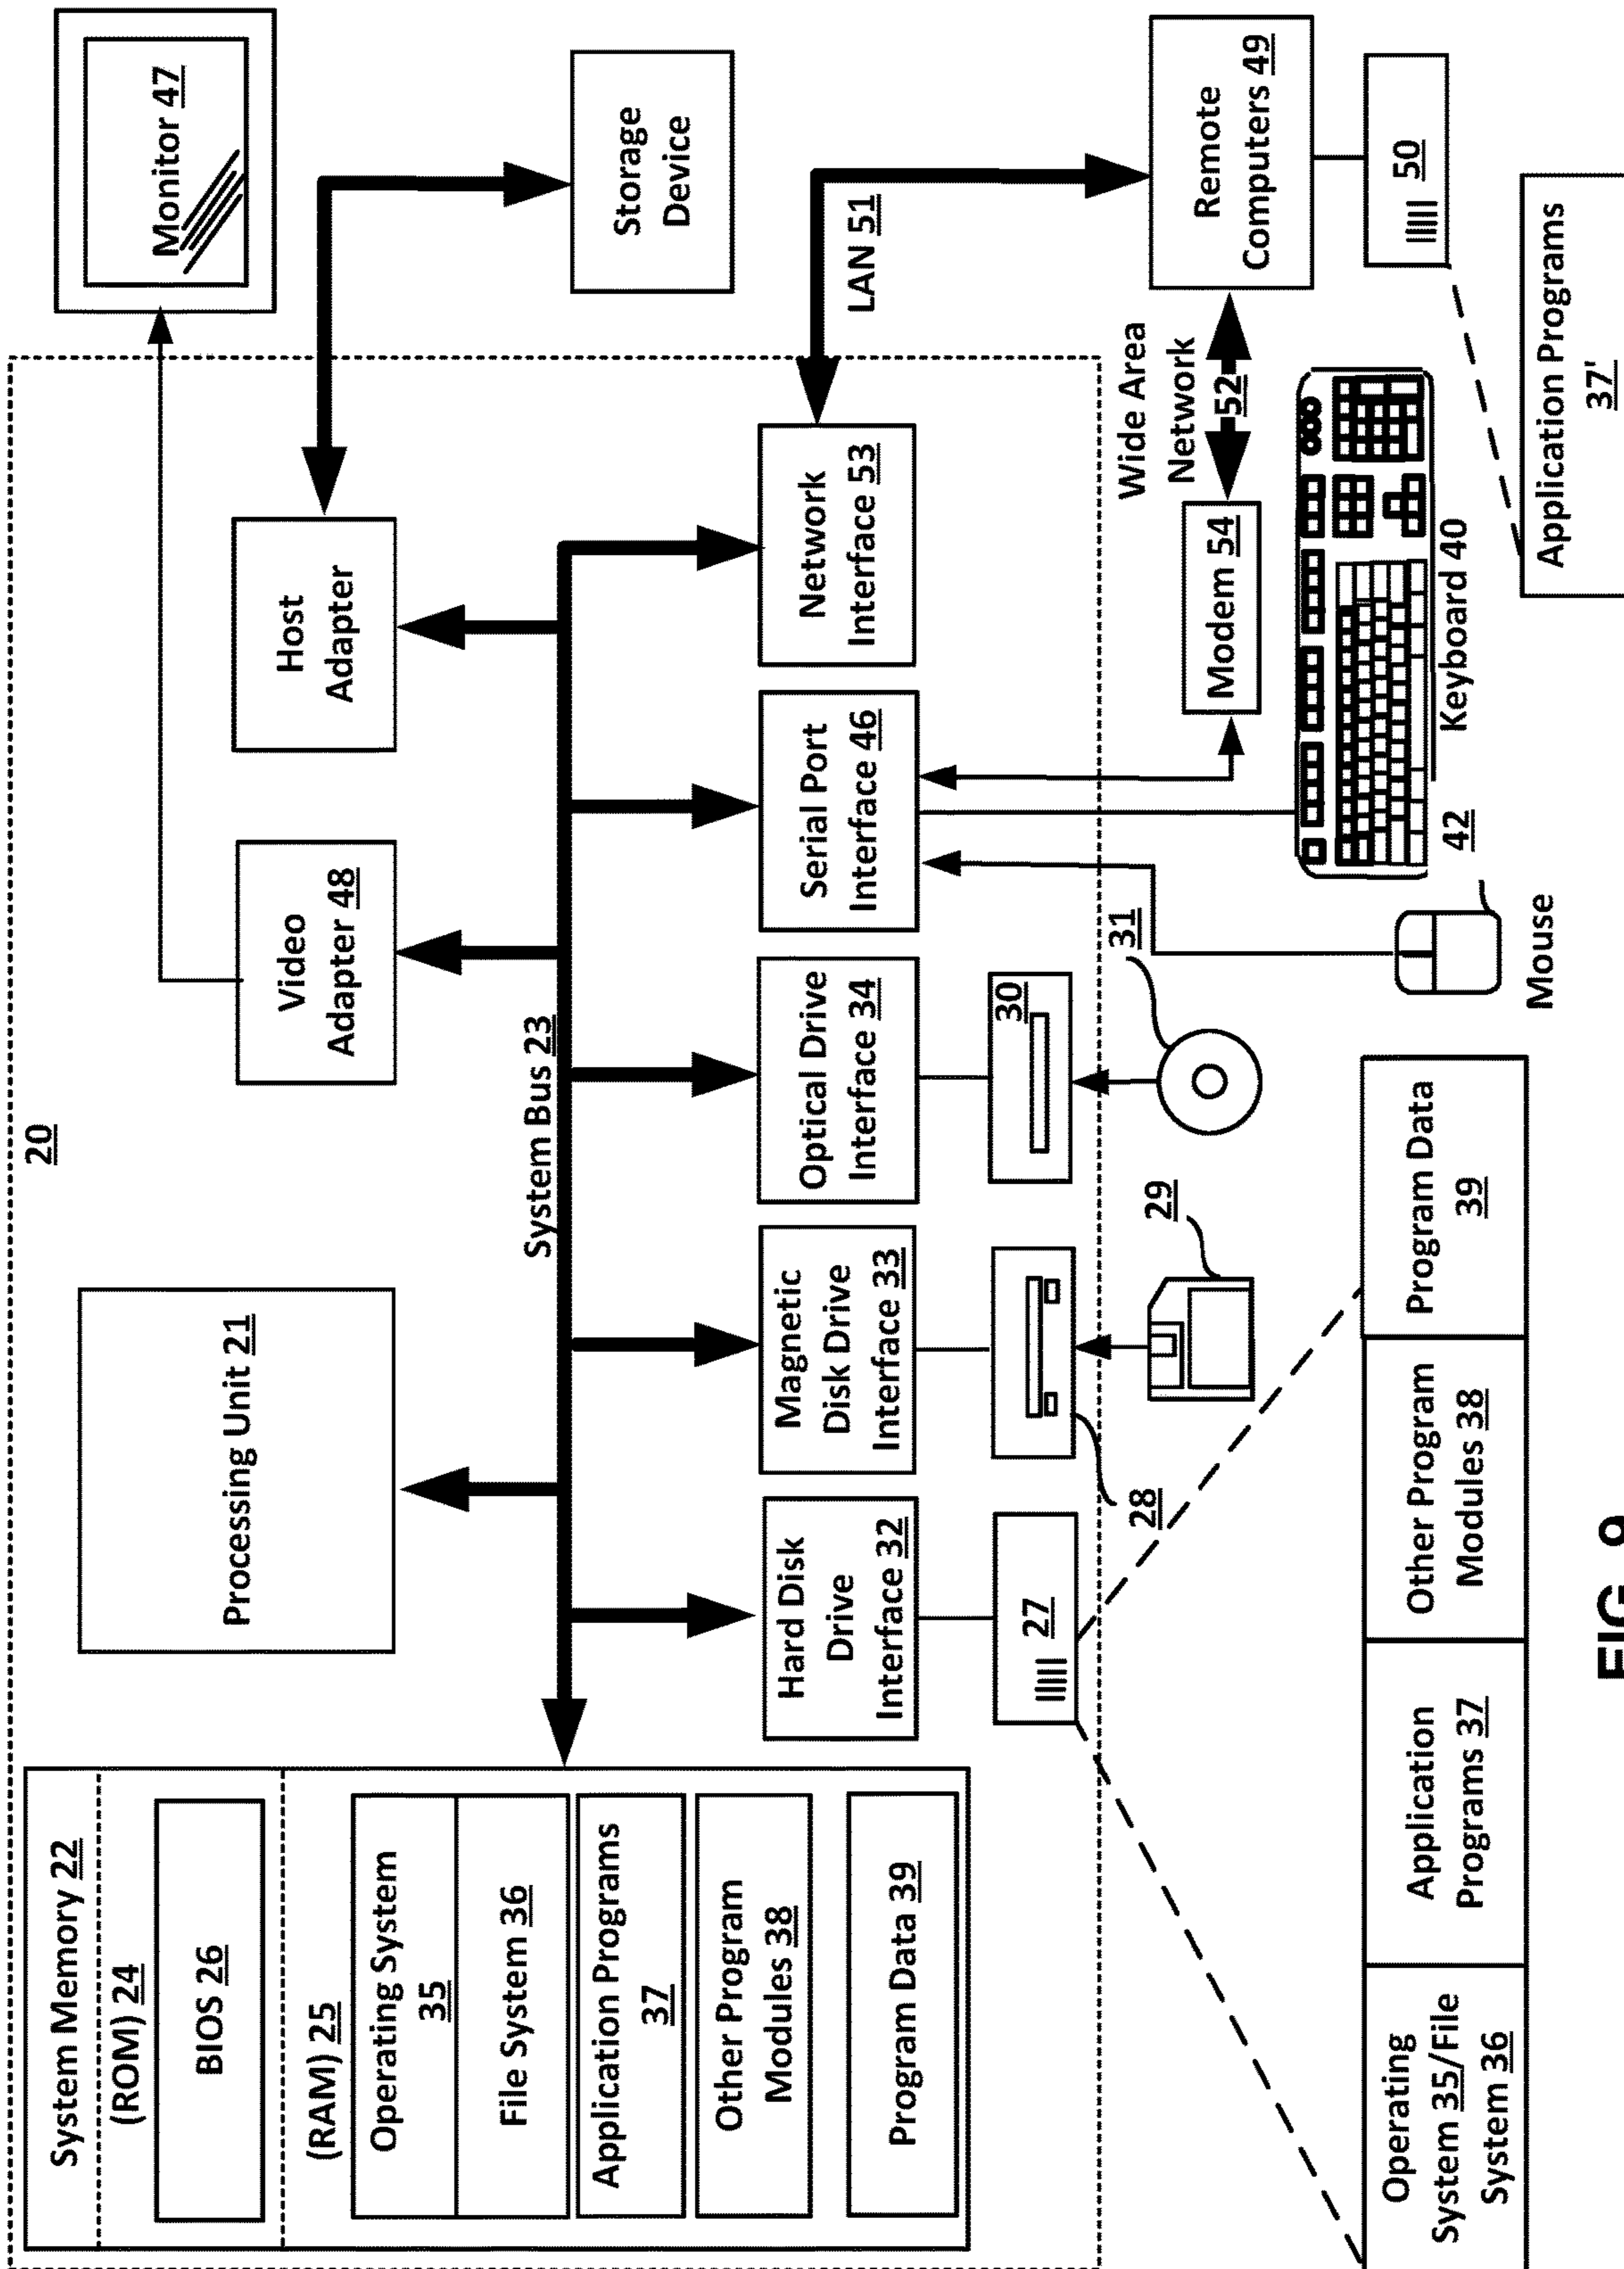 20
System Memory 22
(ROM) 24
BIOS 26
(RAM) 25
Operating System
35
File System 36
Application Programs
37
Other Program
Modules 38
Program Data 39
Processing Unit 21
Video
Adapter 48
Host
Adapter
Monitor 47
Storage
Device
System Bus 23
Hard Disk
Drive
Interface 32
Magnetic
Disk Drive
Interface 33
Optical Drive
Interface 34
Serial Port
Interface 46
Network
Interface 53
LAN 51
27
28
29
30
31
Wide Area
Network
52
Modem 54
Remote
Computers 49
50
Keyboard 40
42
Mouse
Operating
System 35/File
System 36
Application
Programs 37
Other Program
Modules 38
Program Data
39
Application Programs
37'
FIG. 9